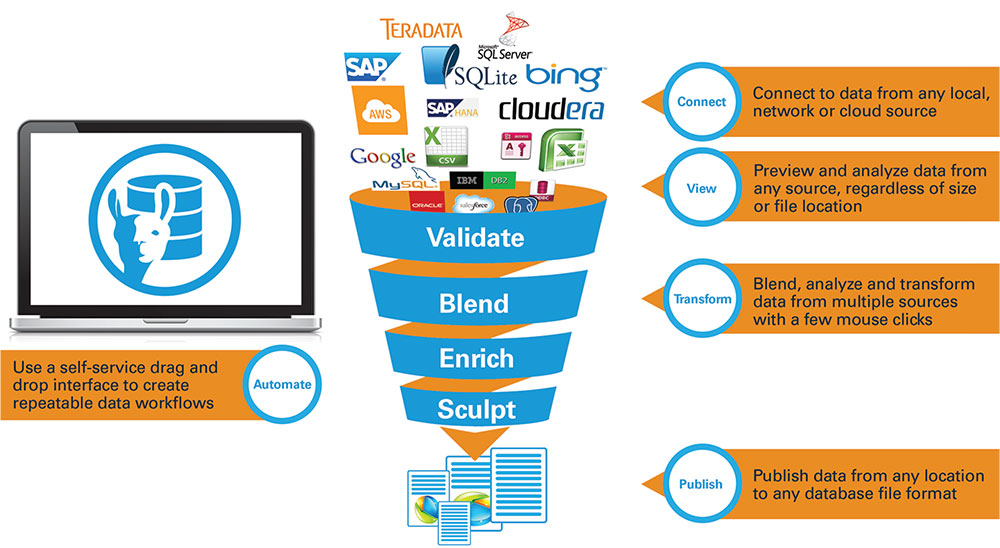 TERADATA
Microsoft
SQL Server
SAP
SQLite
bing
AWS
SAP HANA
cloudera
Google
CSV
ACCESS
MySQL
IBM DB2
ORACLE
salesforce
Validate
Blend
Enrich
Sculpt
Use a self-service drag and
drop interface to create
repeatable data workflows
Automate
Connect
Connect to data from any local,
network or cloud source
View
Preview and analyze data from
any source, regardless of size
or file location
Transform
Blend, analyze and transform
data from multiple sources
with a few mouse clicks
Publish
Publish data from any location
to any database file format